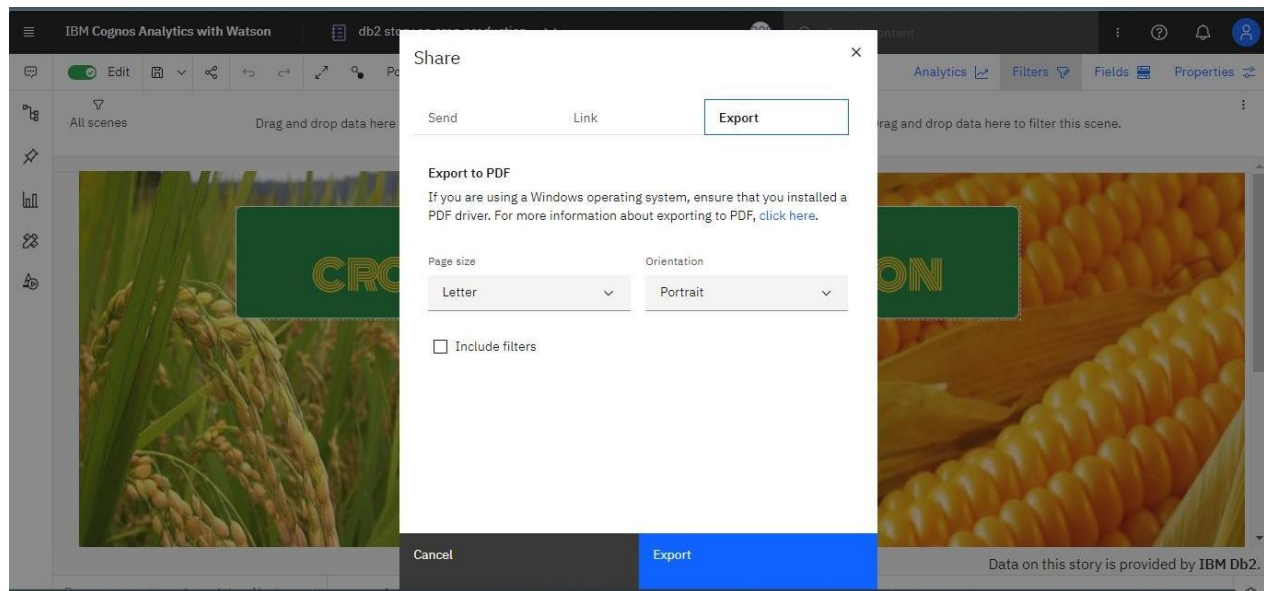 IBM Cognos Analytics with Watson
db2 sto
Share
Edit
Analytics
Filters
Fields
Properties
All scenes
Drag and drop data here
Send
Link
Export
rag and drop data here to filter this scene.
Export to PDF
If you are using a Windows operating system, ensure that you installed a
PDF driver. For more information about exporting to PDF, click here.
Page size
Orientation
Letter
Portrait
CRO
ON
Include filters
Cancel
Export
Data on this story is provided by IBM Db2.